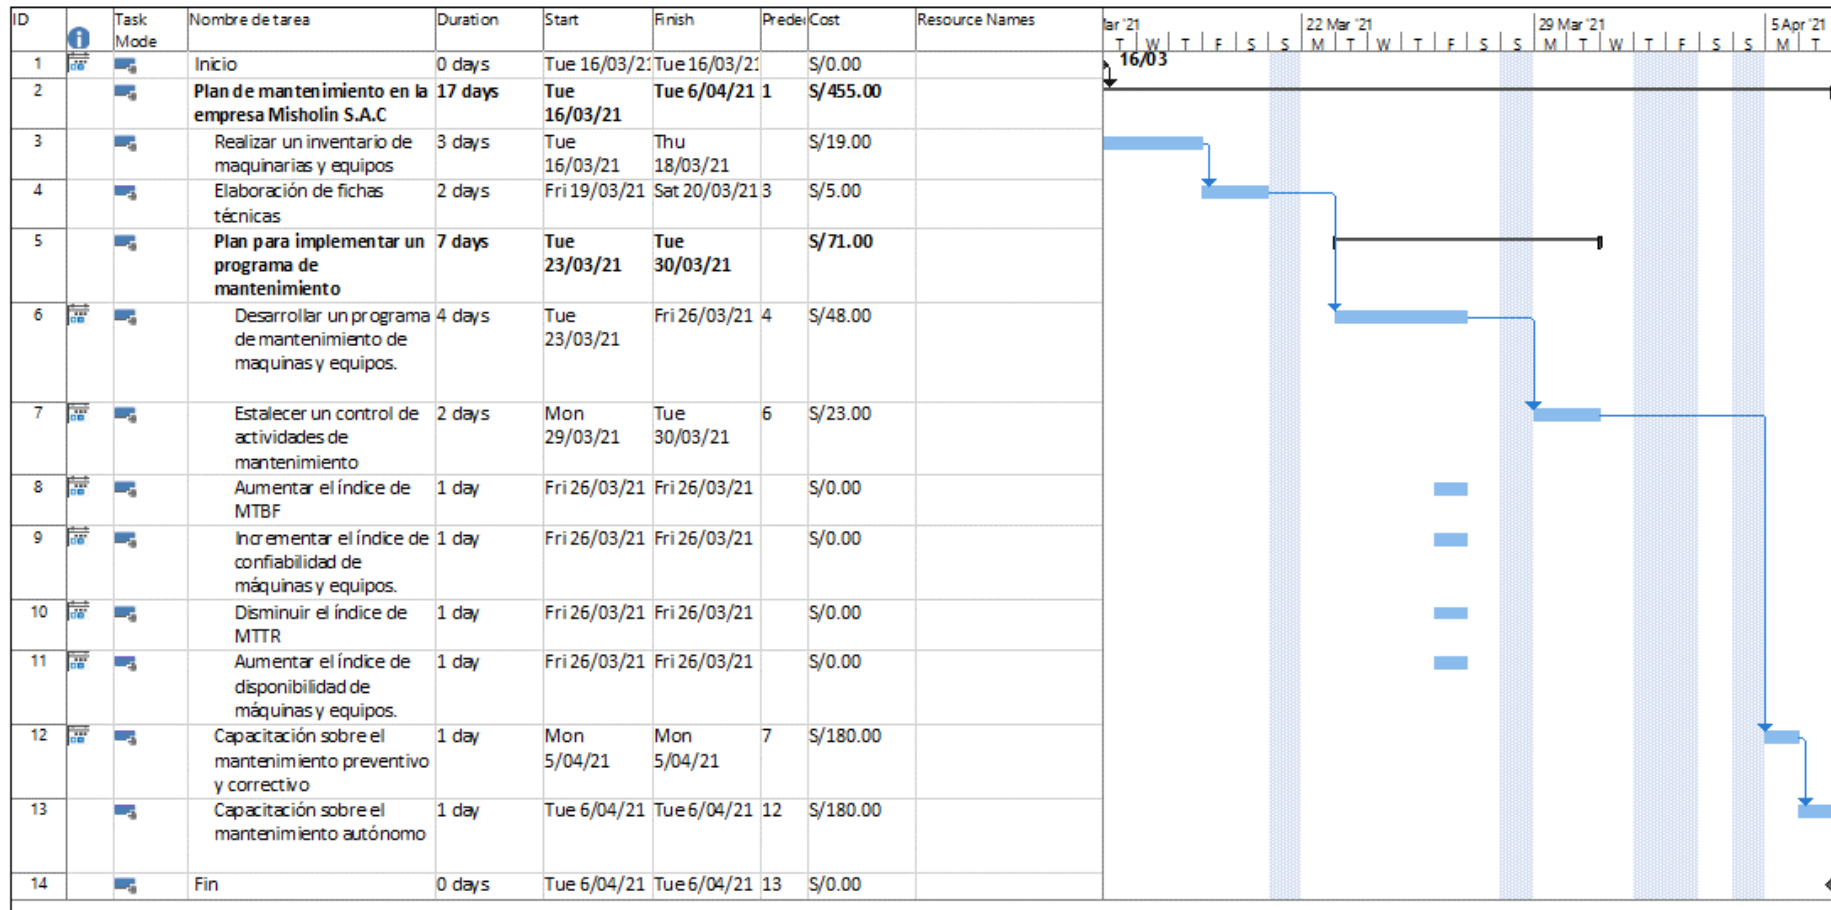 ID Task Mode Nombre de tarea Duration Start Finish Predec Cost Resource Names
1 Inicio 0 days Tue 16/03/21 Tue 16/03/21 S/0.00
2 Plan de mantenimiento en la 17 days Tue Tue 6/04/21 1 S/455.00
empresa Misholin S.A.C 16/03/21
3 Realizar un inventario de 3 days Tue Thu S/19.00
maquinarias y equipos 16/03/21 18/03/21
4 Elaboración de fichas 2 days Fri 19/03/21 Sat 20/03/21 3 S/5.00
técnicas
5 Plan para implementar un 7 days Tue Tue S/71.00
programa de 23/03/21 30/03/21
mantenimiento
6 Desarrollar un programa 4 days Tue Fri 26/03/21 4 S/48.00
de mantenimiento de 23/03/21
maquinas y equipos.
7 Estalecer un control de 2 days Mon Tue 6 S/23.00
actividades de 29/03/21 30/03/21
mantenimiento
8 Aumentar el índice de 1 day Fri 26/03/21 Fri 26/03/21 S/0.00
MTBF
9 Incrementar el índice de 1 day Fri 26/03/21 Fri 26/03/21 S/0.00
confiabilidad de
máquinas y equipos.
10 Disminuir el índice de 1 day Fri 26/03/21 Fri 26/03/21 S/0.00
MTTR
11 Aumentar el índice de 1 day Fri 26/03/21 Fri 26/03/21 S/0.00
disponibilidad de
máquinas y equipos.
12 Capacitación sobre el 1 day Mon Mon 7 S/180.00
mantenimiento preventivo 5/04/21 5/04/21
y correctivo
13 Capacitación sobre el 1 day Tue 6/04/21 Tue 6/04/21 12 S/180.00
mantenimiento autónomo
14 Fin 0 days Tue 6/04/21 Tue 6/04/21 13 S/0.00
ar '21 22 Mar '21 29 Mar '21 5 Apr '21
T W T F S S M T W T F S S M T W T F S S M T
16/03